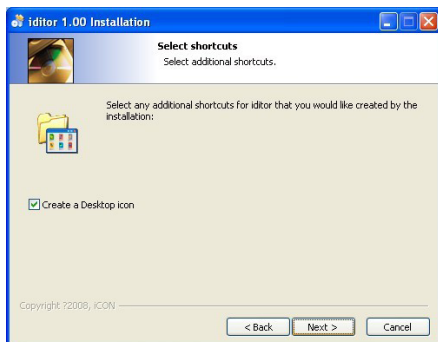 iditor 1.00 Installation
Select shortcuts
Select additional shortcuts.
Select any additional shortcuts for iditor that you would like created by the
installation:
Create a Desktop icon
Copyright ?2008, iCON
< Back Next > Cancel